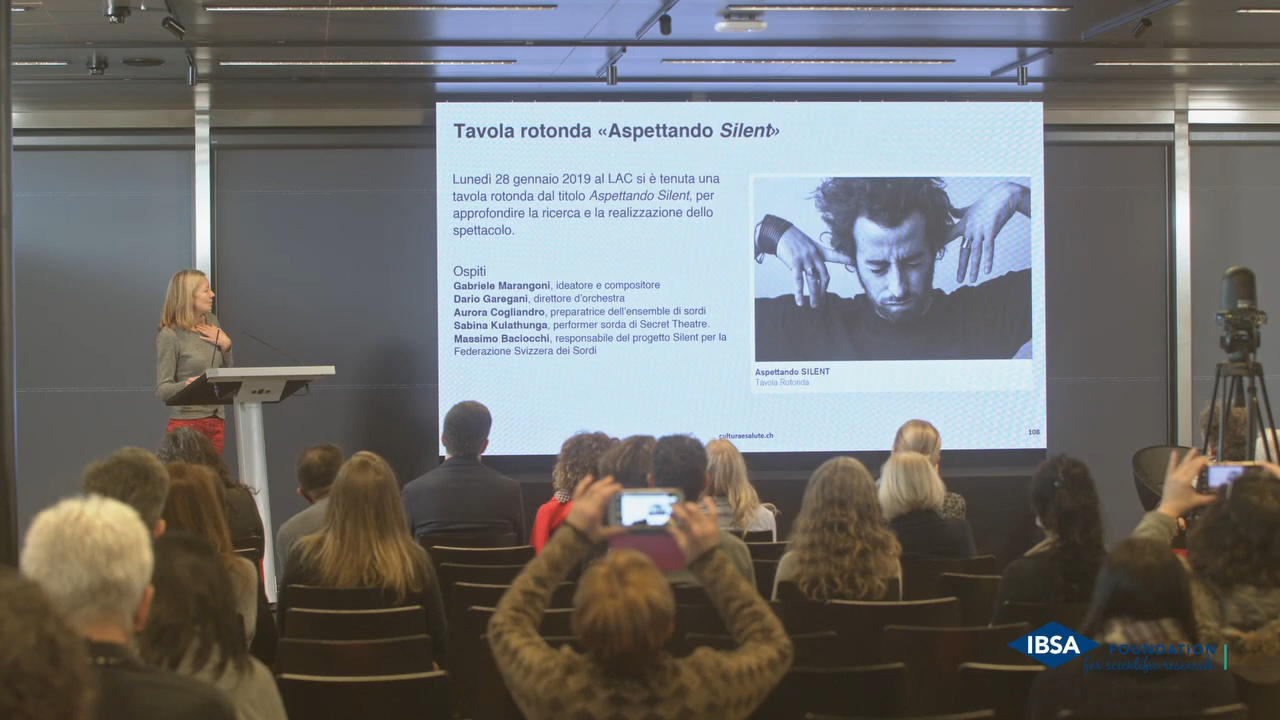 Tavola rotonda «Aspettando Silent»
Lunedì 28 gennaio 2019 al LAC si è tenuta una
tavola rotonda dal titolo Aspettando Silent, per
approfondire la ricerca e la realizzazione dello
spettacolo.
Ospiti
Gabriele Marangoni, ideatore e compositore
Dario Garegani, direttore d'orchestra
Aurora Cogliandro, preparatrice dell'ensemble di sordi
Sabina Kulathunga, performer sorda di Secret Theatre.
Massimo Baciocchi, responsabile del progetto Silent per la
Federazione Svizzera dei Sordi
Aspettando SILENT
Tavola Rotonda
culturaesalute.ch
108
IBSA FOUNDATION
for scientific research